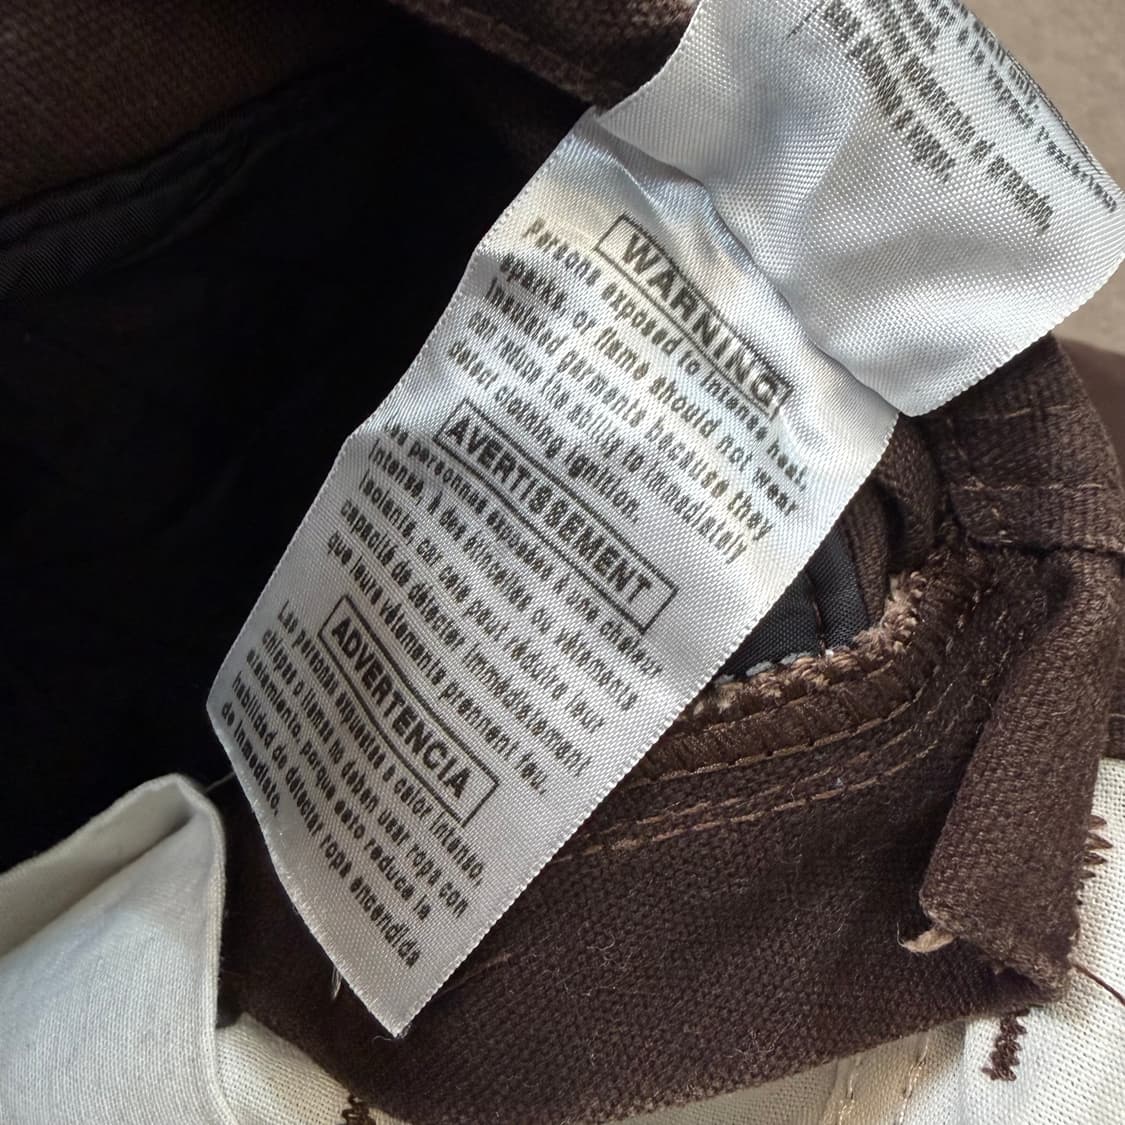 WARNING
Persons exposed to intense heat,
sparks, or flame should not wear
insulated garments because they
can reduce the ability to immediately
detect clothing ignition.
AVERTISSEMENT
Les personnes exposées à une chaleur
intense, à des étincelles ou vêtements
isolants, car cela peut réduire leur
capacité de détecter immédiatement
que leurs vêtements prennent feu.
ADVERTENCIA
Las personas expuestas a calor intenso,
chispas o llamas no deben usar ropa con
aislamiento, porque esto reduce la
habilidad de detectar ropa encendida
de inmediato.